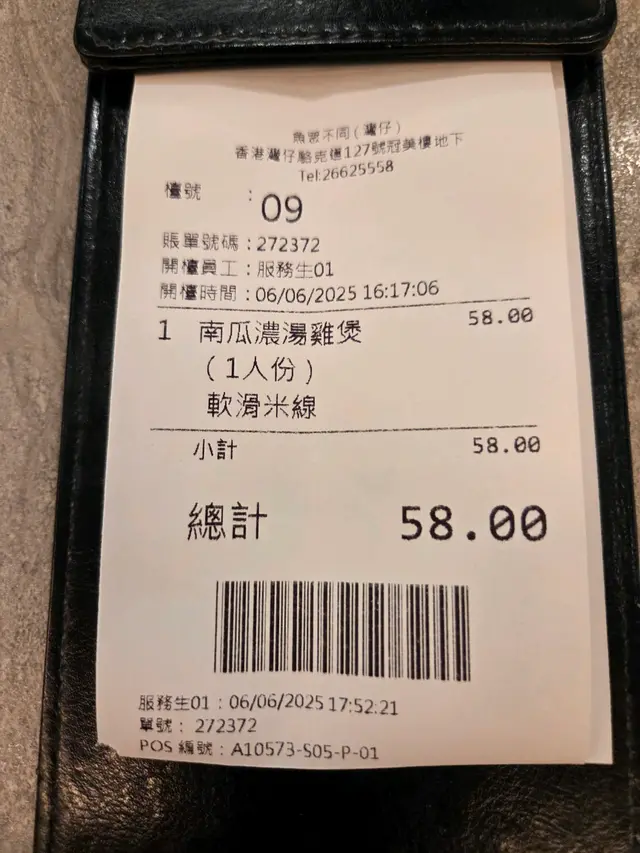 魚營不同(灣仔)
香港灣仔駱克道127號冠美樓地下
Tel:26625558
檯號 : 09
賬單號碼:272372
開檯員工:服務生01
開檯時間:06/06/2025 16:17:06
1 南瓜濃湯雞煲 58.00
(1人份)
軟滑米線
小計 58.00
總計 58.00
服務生01:06/06/2025 17:52:21
單號: 272372
POS 編號:A10573-S05-P-01